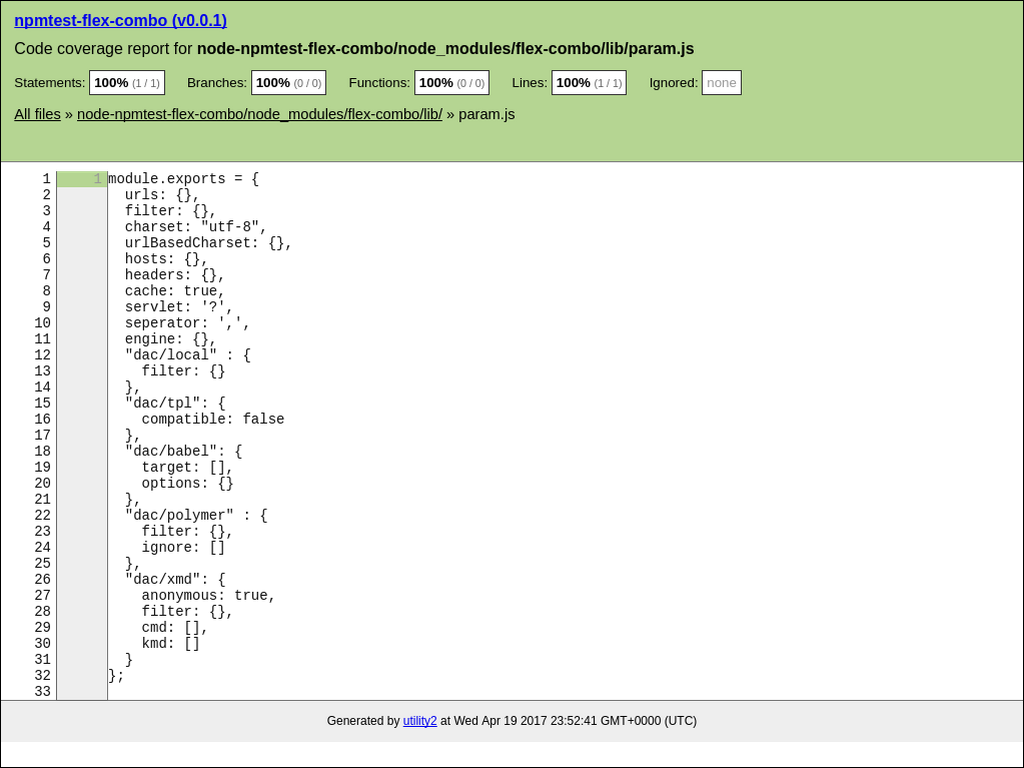 npmtest-flex-combo (v0.0.1)
Code coverage report for node-npmtest-flex-combo/node_modules/flex-combo/lib/param.js
Statements: 100% (1 / 1) Branches: 100% (0 / 0) Functions: 100% (0 / 0) Lines: 100% (1 / 1) Ignored: none
All files » node-npmtest-flex-combo/node_modules/flex-combo/lib/ » param.js
1 1 module.exports = {
2   urls: {},
3   filter: {},
4   charset: "utf-8",
5   urlBasedCharset: {},
6   hosts: {},
7   headers: {},
8   cache: true,
9   servlet: '?',
10   seperator: ',',
11   engine: {},
12   "dac/local" : {
13     filter: {}
14   },
15   "dac/tpl": {
16     compatible: false
17   },
18   "dac/babel": {
19     target: [],
20     options: {}
21   },
22   "dac/polymer" : {
23     filter: {},
24     ignore: []
25   },
26   "dac/xmd": {
27     anonymous: true,
28     filter: {},
29     cmd: [],
30     kmd: []
31   }
32 };
33
Generated by utility2 at Wed Apr 19 2017 23:52:41 GMT+0000 (UTC)